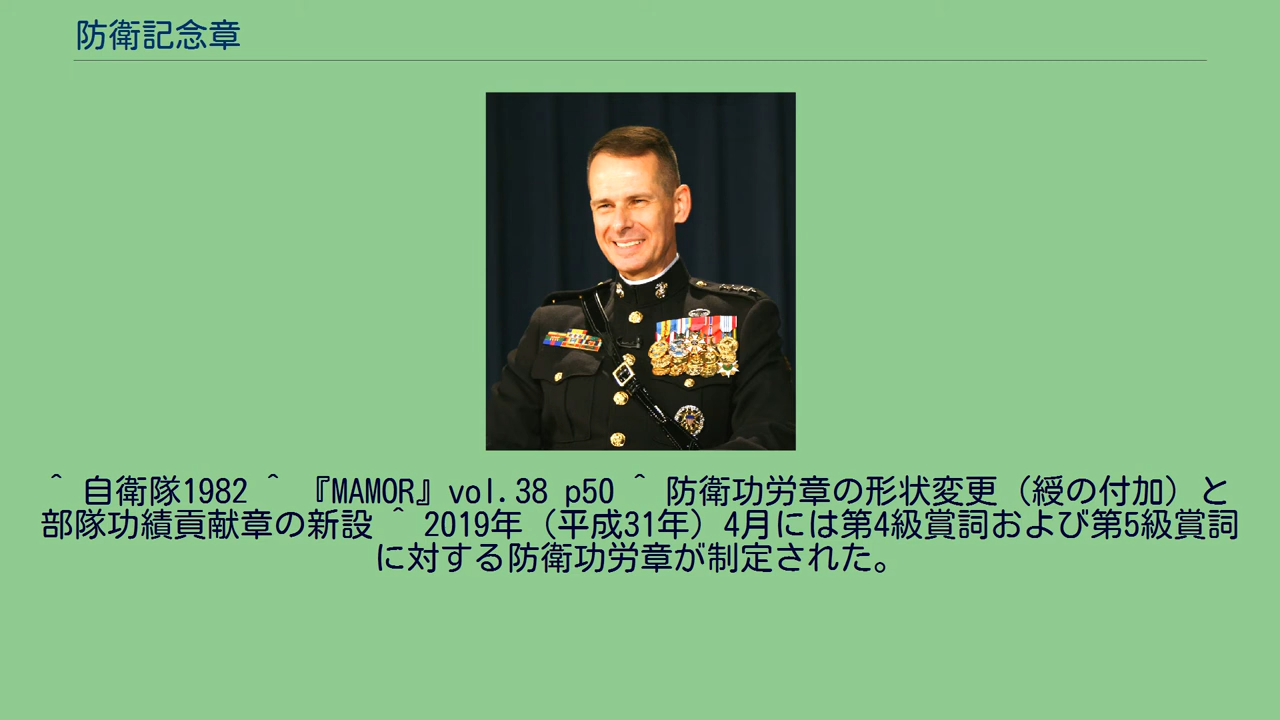 防衛記念章
^ 自衛隊1982 ^ 『MAMOR』vol.38 p50 ^ 防衛功労章の形状変更（綬の付加）と
部隊功績貢献章の新設 ^ 2019年（平成31年）4月には第4級賞詞および第5級賞詞
に対する防衛功労章が制定された。